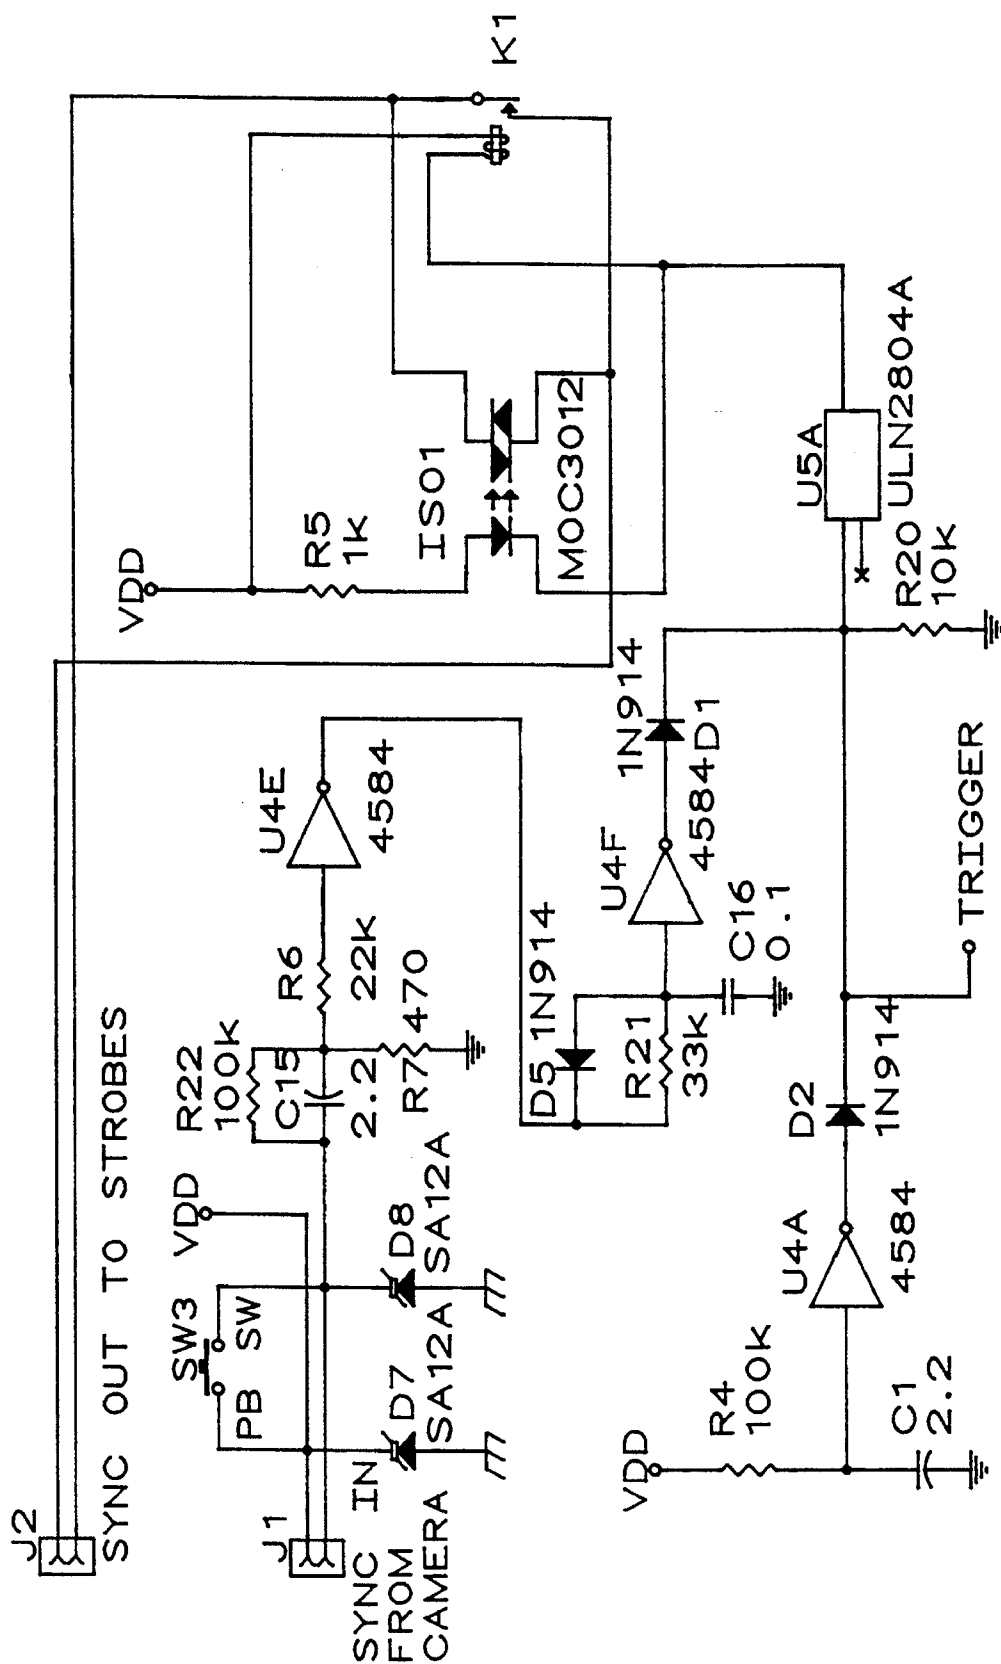 J2
SYNC OUT TO STROBES
J1
SYNC IN
FROM
CAMERA
SW3
PB SW
VDD
D7
SA12A
D8
SA12A
R22
100K
C15
2.2
R7
470
R6
22K
U4E
4584
VDD
R5
1K
ISO1
MOC3012
K1
D5
1N914
R21
33K
C16
0.1
U4F
4584
1N914
D1
VDD
R4
100K
C1
2.2
U4A
4584
D2
1N914
TRIGGER
R20
10K
U5A
ULN2804A